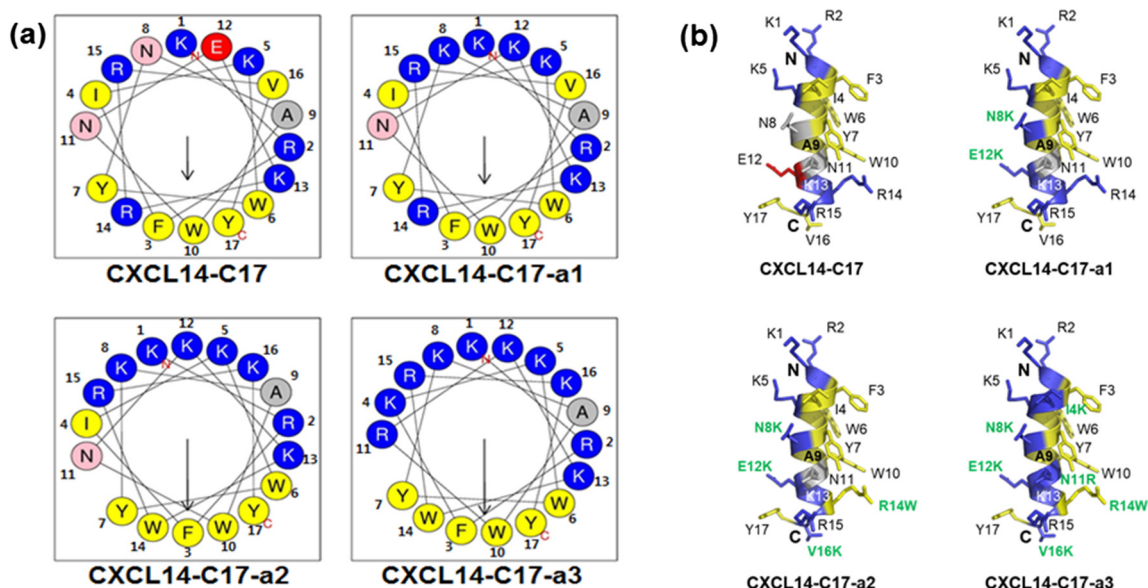 (a)
1 12
8 K E 5
15 N N K 16
R V
4 I A 9
N R 2
11 K 13
7 Y W 6
14 R F W Y 17 C
3 10
CXCL14-C17
1 12
8 K K 5
15 K N K 16
R V
4 I A 9
N R 2
11 K 13
7 Y W 6
14 R F W Y 17 C
3 10
CXCL14-C17-a1
12
1 K 5
8 K N K 16
K K
15 R A 9
4 I R 2
N K 13
11 W 6
7 Y W F W Y 17 C
14 3 10
CXCL14-C17-a2
1 12
8 K K 5
15 K N K 16
R K
4 K A 9
R R 2
11 K 13
7 Y W 6
14 W F W Y 17 C
3 10
CXCL14-C17-a3
(b)
K1 R2
N
K5 F3
I4
N8 W6
Y7
A9
E12 N11 W10
K13 R14
Y17 R15
C V16
CXCL14-C17
K1 R2
N
K5 F3
I4
N8K W6
Y7
A9
E12K N11 W10
K13 R14
Y17 R15
C V16
CXCL14-C17-a1
K1 R2
N
K5 F3
I4
N8K W6
Y7
A9
E12K N11 W10
K13 R14W
Y17 R15
C
V16K
CXCL14-C17-a2
K1 R2
N
K5 F3
I4K
N8K W6
Y7
A9 W10
E12K N11R
K13 R14W
Y17 R15
C
V16K
CXCL14-C17-a3